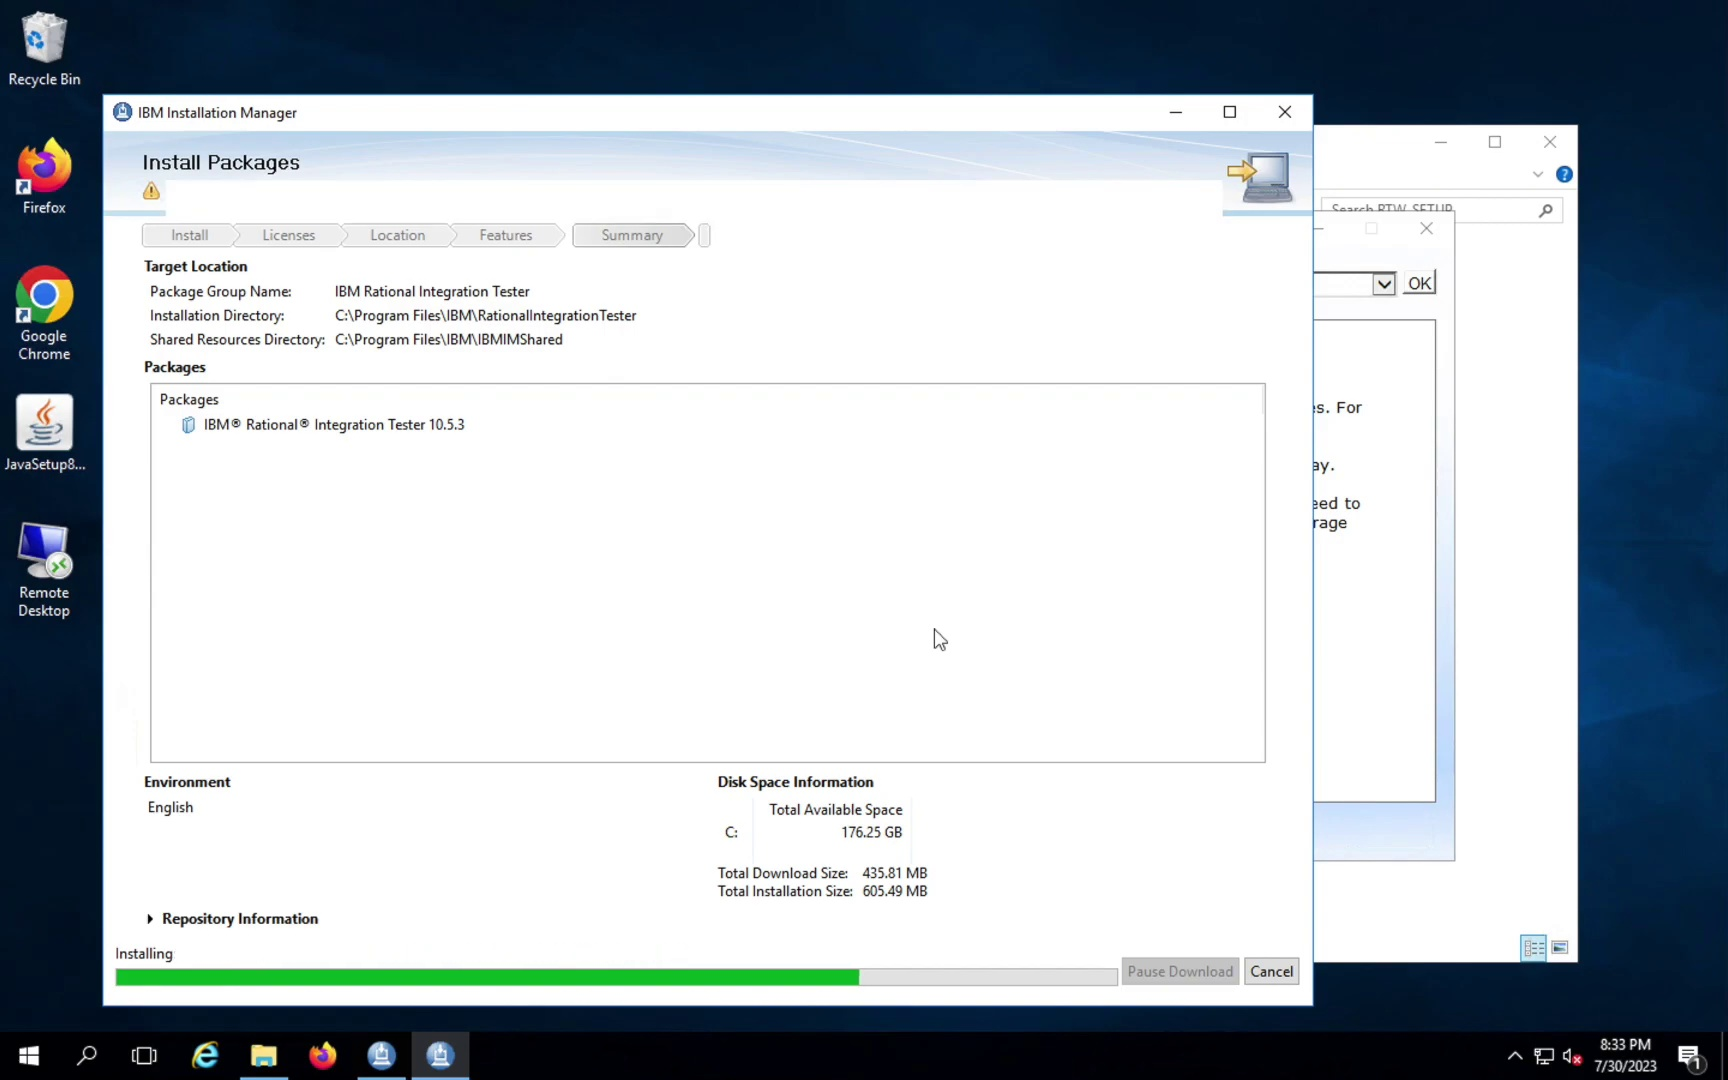 Recycle Bin
Firefox
Google
Chrome
JavaSetup8...
Remote
Desktop
IBM Installation Manager
Install Packages
Install
Licenses
Location
Features
Summary
Target Location
Package Group Name: IBM Rational Integration Tester
Installation Directory: C:\Program Files\IBM\RationalIntegrationTester
Shared Resources Directory: C:\Program Files\IBM\IBMIMShared
Packages
Packages
IBM® Rational® Integration Tester 10.5.3
Environment
English
Disk Space Information
Total Available Space
C: 176.25 GB
Total Download Size: 435.81 MB
Total Installation Size: 605.49 MB
Repository Information
Installing
Pause Download
Cancel
Search RTW_SETUP
OK
s. For
ay.
eed to
rage
8:33 PM
7/30/2023
1